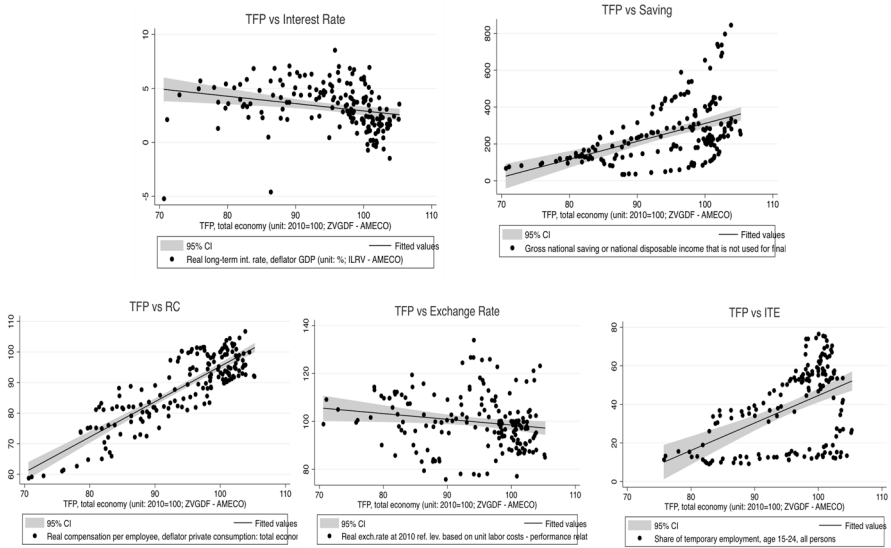 TFP vs Interest Rate
10
5
0
-5
70 80 90 100 110
TFP, total economy (unit: 2010=100; ZVGDF - AMECO)
95% CI Fitted values
Real long-term int. rate, deflator GDP (unit: %; ILRV - AMECO)
TFP vs Saving
800
600
400
200
0
70 80 90 100 110
TFP, total economy (unit: 2010=100; ZVGDF - AMECO)
95% CI Fitted values
Gross national saving or national disposable income that is not used for final
TFP vs RC
110
100
90
80
70
60
70 80 90 100 110
TFP, total economy (unit: 2010=100; ZVGDF - AMECO)
95% CI Fitted values
Real compensation per employee, deflator private consumption: total econor
TFP vs Exchange Rate
140
120
100
80
70 80 90 100 110
TFP, total economy (unit: 2010=100; ZVGDF - AMECO)
95% CI Fitted values
Real exch.rate at 2010 ref. lev. based on unit labor costs - performance relat
TFP vs ITE
80
60
40
20
0
70 80 90 100 110
TFP, total economy (unit: 2010=100; ZVGDF - AMECO)
95% CI Fitted values
Share of temporary employment, age 15-24, all persons